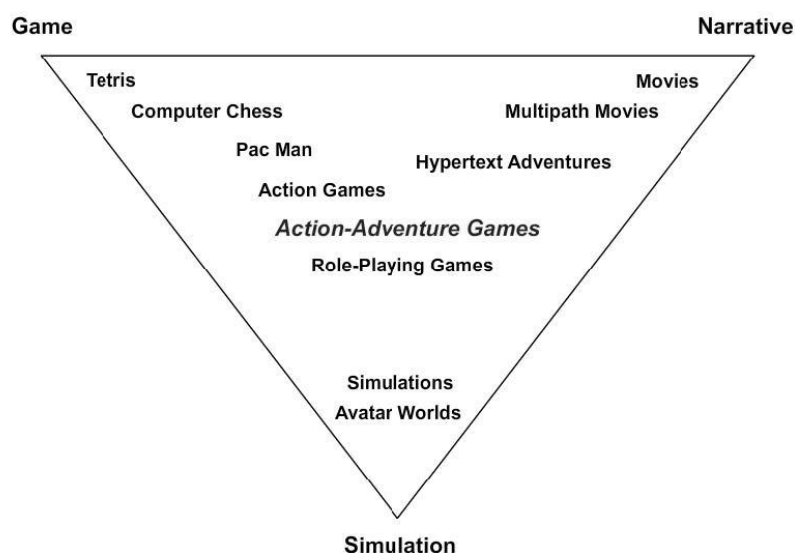 Game
Narrative
Tetris
Movies
Computer Chess
Multipath Movies
Pac Man
Hypertext Adventures
Action Games
Action-Adventure Games
Role-Playing Games
Simulations
Avatar Worlds
Simulation